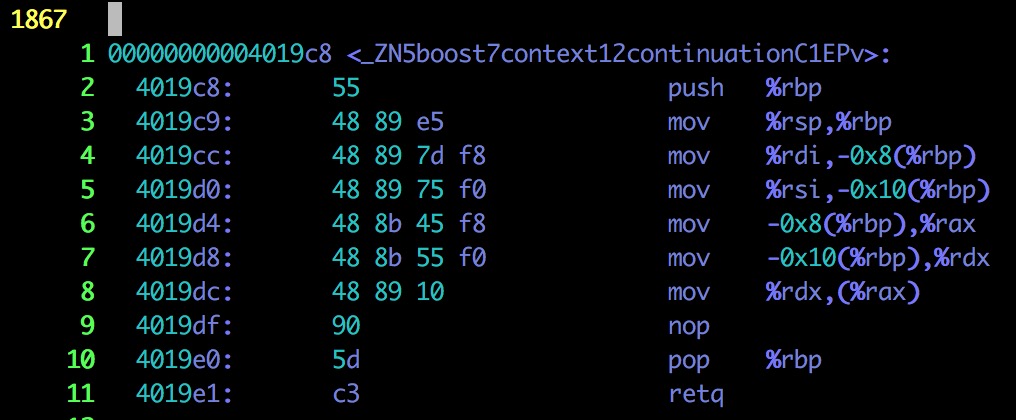 1867
1 00000000004019c8 <_ZN5boost7context12continuationC1EPv>:
2 4019c8: 55 push %rbp
3 4019c9: 48 89 e5 mov %rsp,%rbp
4 4019cc: 48 89 7d f8 mov %rdi,-0x8(%rbp)
5 4019d0: 48 89 75 f0 mov %rsi,-0x10(%rbp)
6 4019d4: 48 8b 45 f8 mov -0x8(%rbp),%rax
7 4019d8: 48 8b 55 f0 mov -0x10(%rbp),%rdx
8 4019dc: 48 89 10 mov %rdx,(%rax)
9 4019df: 90 nop
10 4019e0: 5d pop %rbp
11 4019e1: c3 retq